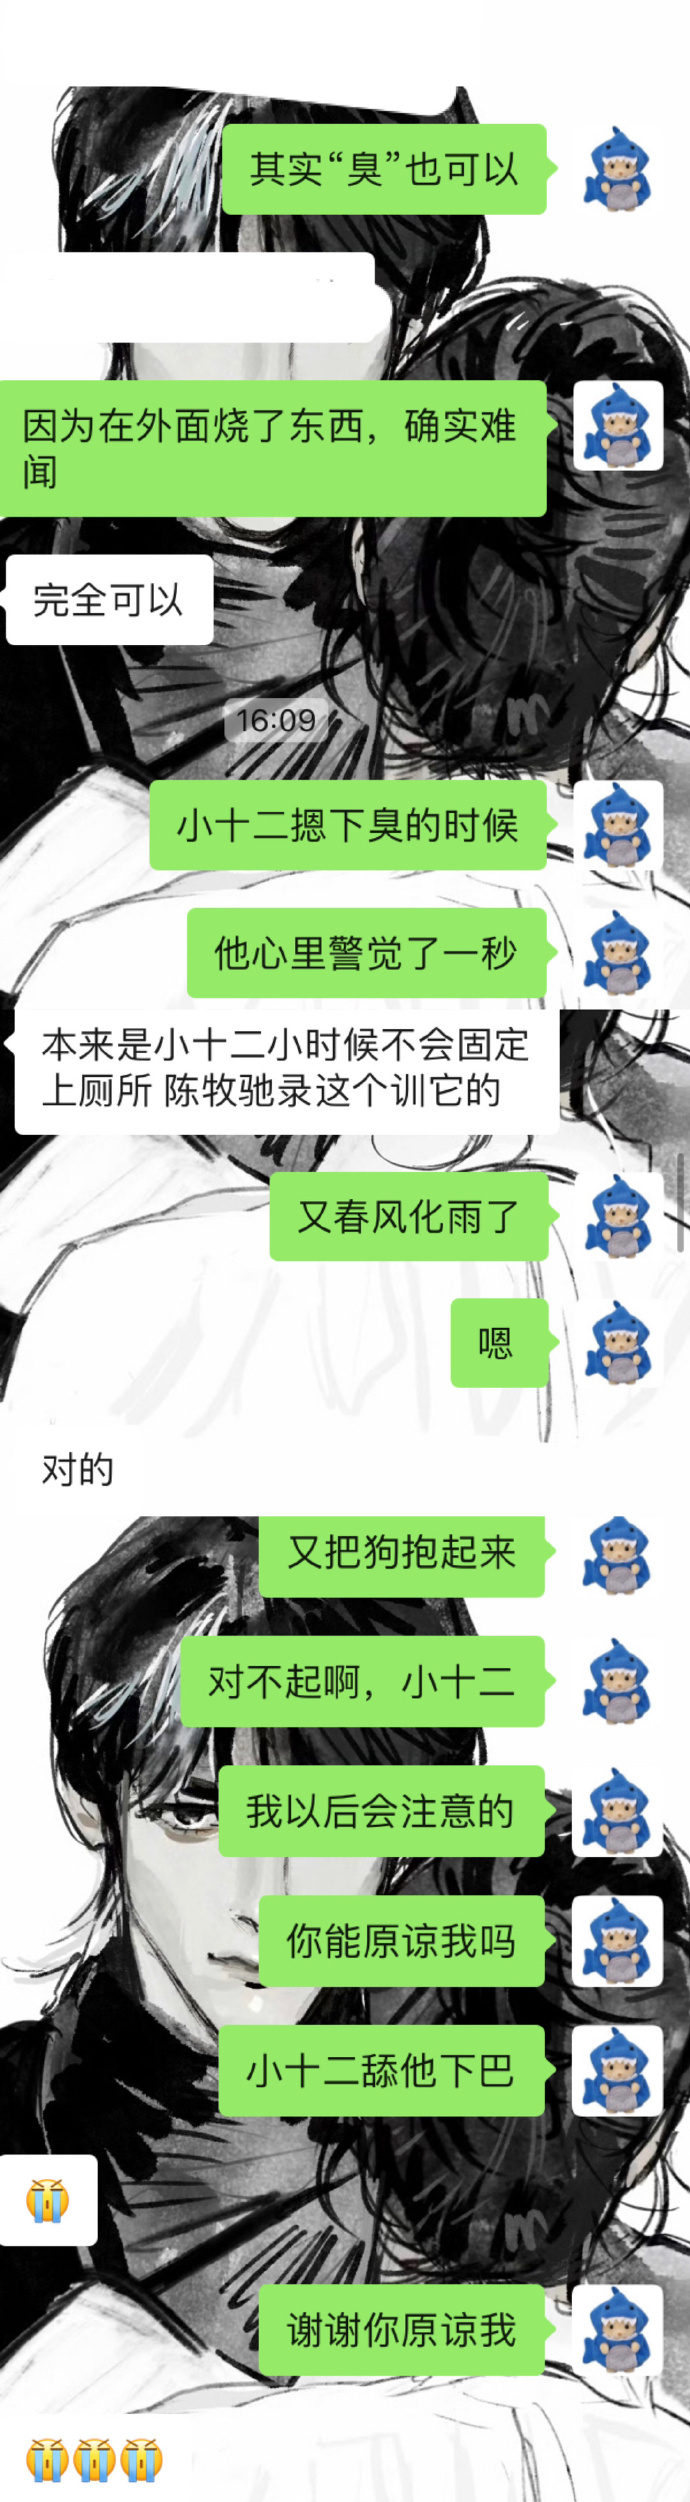 其实“臭”也可以
因为在外面烧了东西，确实难
闻
完全可以
16:09
小十二摁下臭的时候
他心里警觉了一秒
本来是小十二小时候不会固定
上厕所 陈牧驰录这个训它的
又春风化雨了
嗯
对的
又把狗抱起来
对不起啊，小十二
我以后会注意的
你能原谅我吗
小十二舔他下巴
😭
谢谢你原谅我
😭😭😭